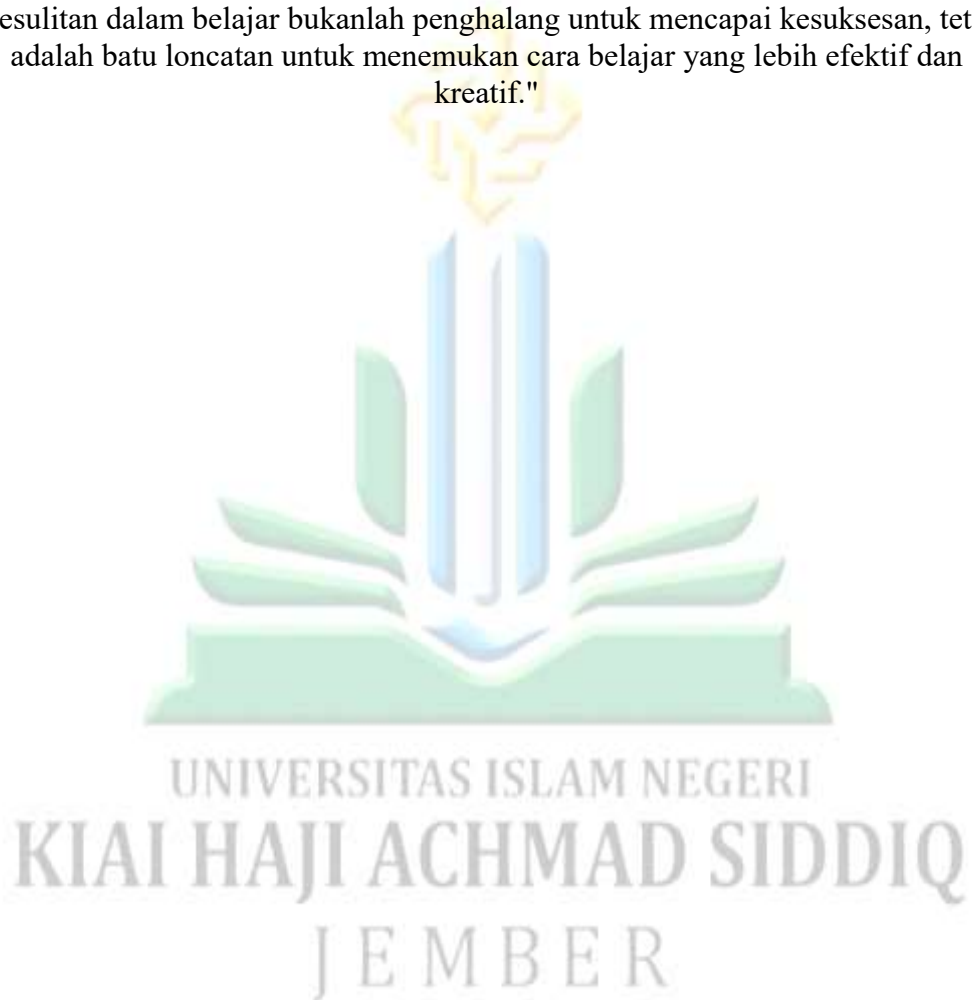 esulitan dalam belajar bukanlah penghalang untuk mencapai kesuksesan, tet
adalah batu loncatan untuk menemukan cara belajar yang lebih efektif dan
kreatif."
UNIVERSITAS ISLAM NEGERI
KIAI HAJI ACHMAD SIDDIQ
JEMBER